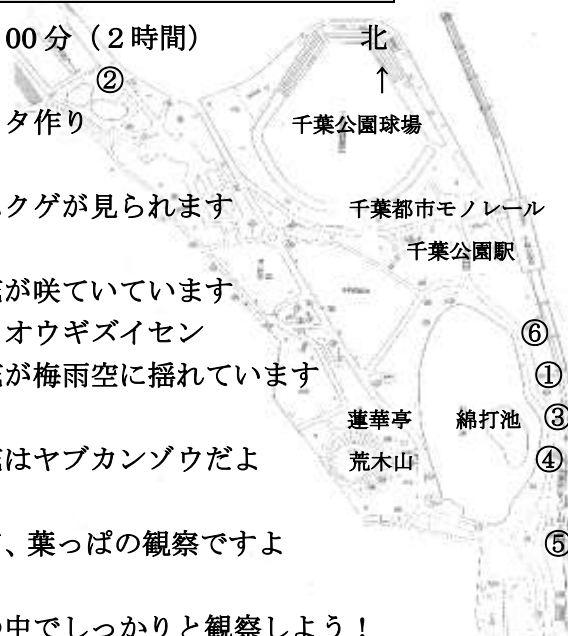 00分（２時間）
北
②
↑
タ作り
千葉公園球場
クゲが見られます
千葉都市モノレール
千葉公園駅
が咲ていています
オウギズイセン
⑥
が梅雨空に揺れています
①
蓮華亭
綿打池
③
はヤブカンゾウだよ
荒木山
④
、葉っぱの観察ですよ
⑤
中でしっかりと観察しよう！